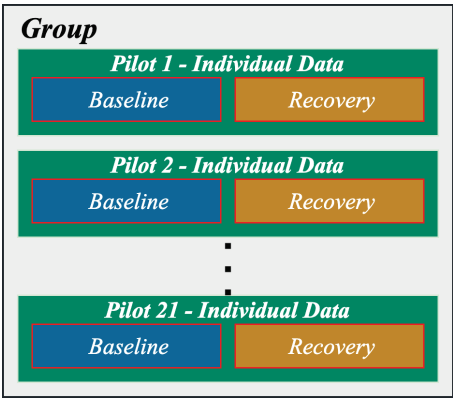 Group
Pilot 1 - Individual Data
Baseline Recovery
Pilot 2 - Individual Data
Baseline Recovery
Pilot 21 - Individual Data
Baseline Recovery